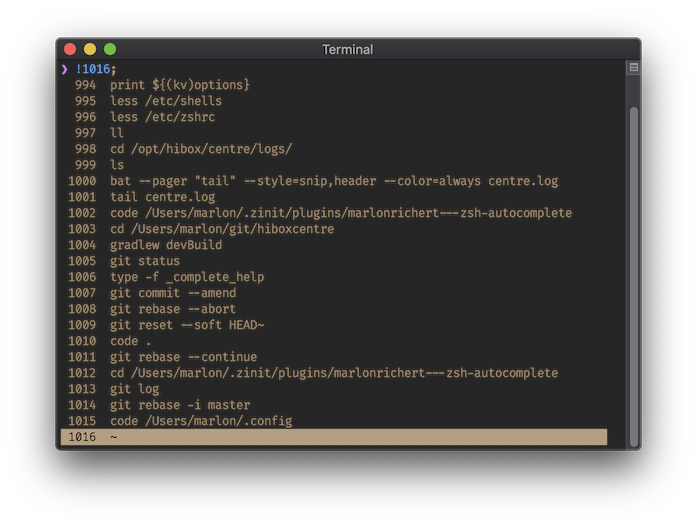 Terminal
❯ !1016;
994 print ${(kv)options}
995 less /etc/shells
996 less /etc/zshrc
997 ll
998 cd /opt/hibox/centre/logs/
999 ls
1000 bat --pager "tail" --style=snip,header --color=always centre.log
1001 tail centre.log
1002 code /Users/marlon/.zinit/plugins/marlonrichert---zsh-autocomplete
1003 cd /Users/marlon/git/hiboxcentre
1004 gradlew devBuild
1005 git status
1006 type -f _complete_help
1007 git commit --amend
1008 git rebase --abort
1009 git reset --soft HEAD~
1010 code .
1011 git rebase --continue
1012 cd /Users/marlon/.zinit/plugins/marlonrichert---zsh-autocomplete
1013 git log
1014 git rebase -i master
1015 code /Users/marlon/.config
1016 ~